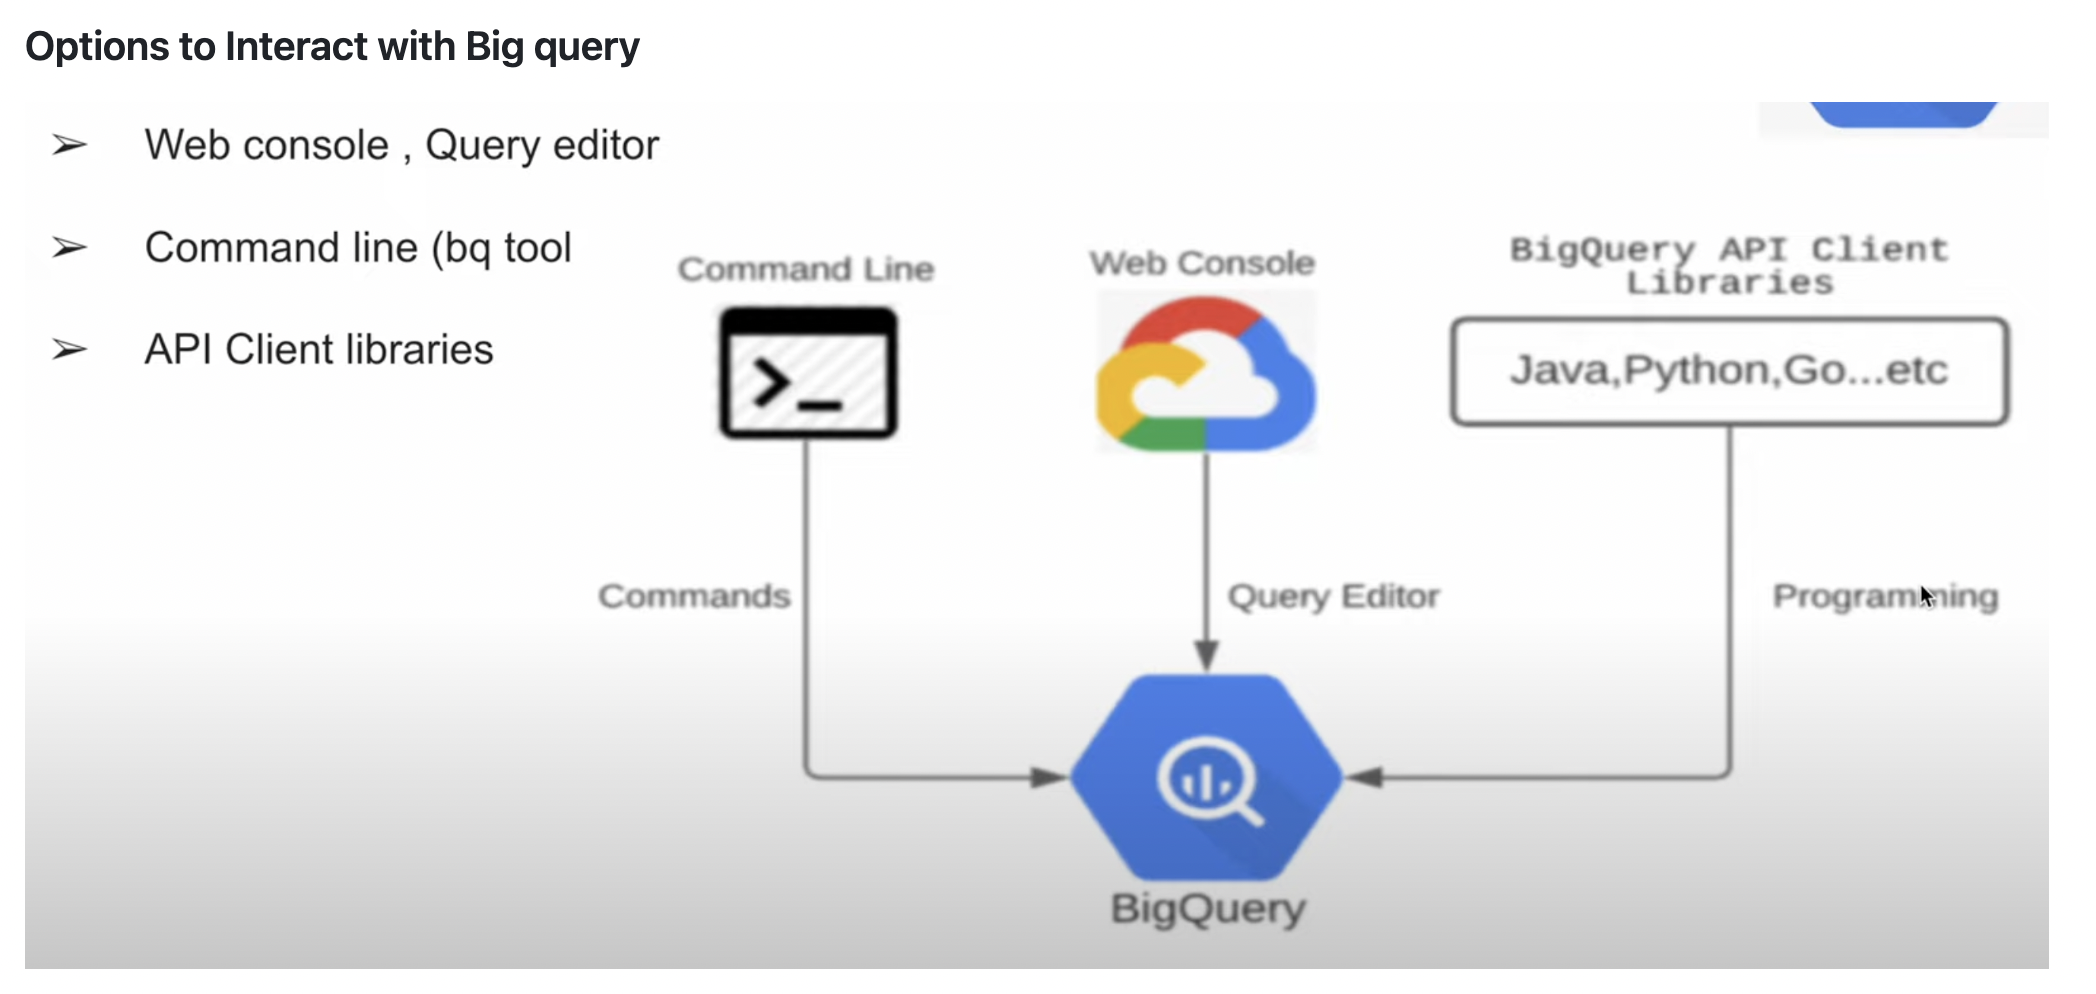 Options to Interact with Big query
➢ Web console , Query editor
➢ Command line (bq tool
➢ API Client libraries
Command Line
Web Console
BigQuery API Client
Libraries
Java,Python,Go...etc
Commands
Query Editor
Programming
BigQuery